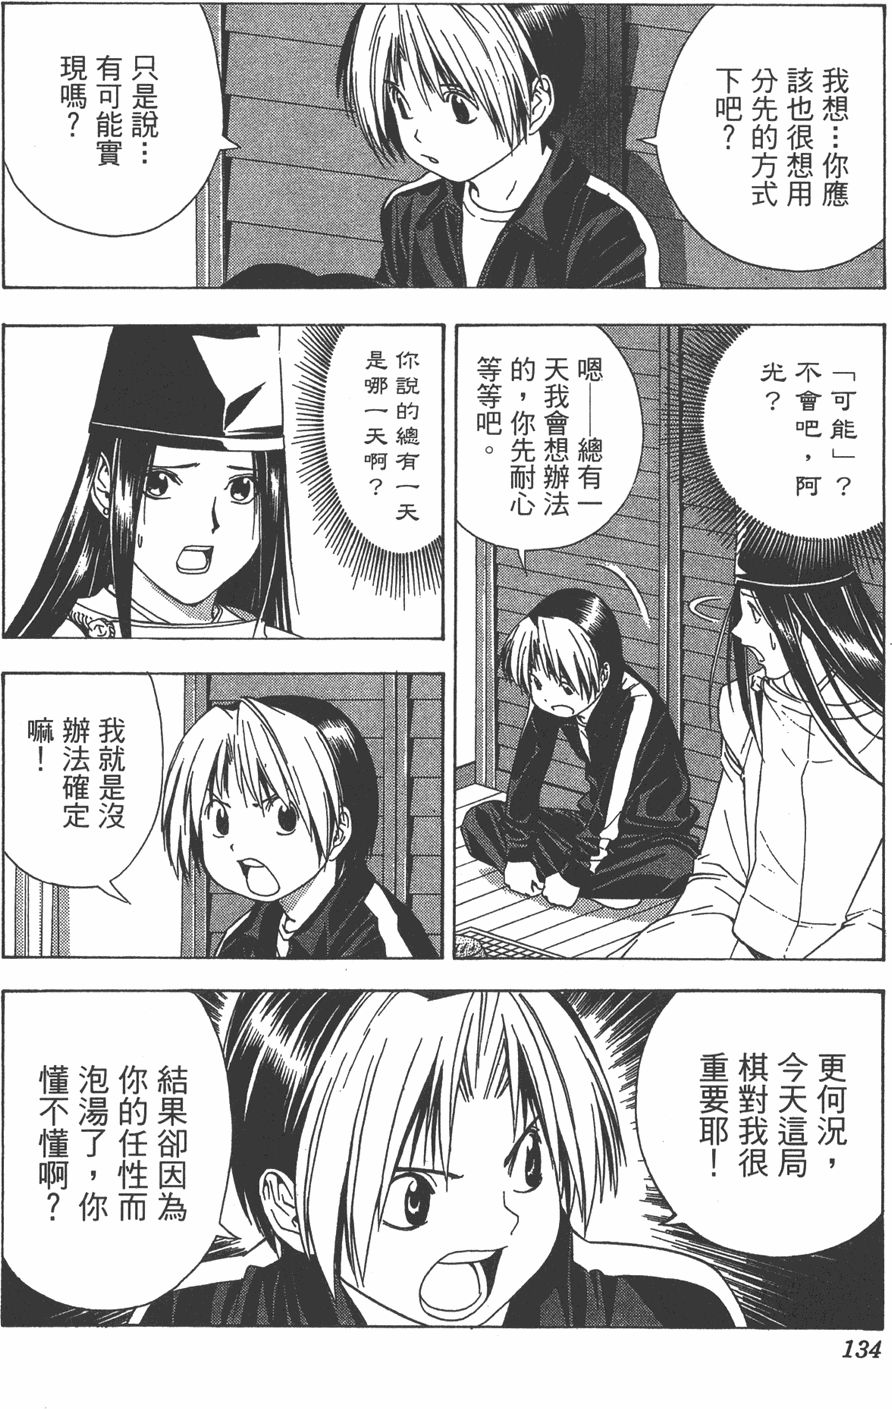 我想…你應
該也很想用
分先的方式
下吧？
只是說…
有可能實
現嗎？
「可能」？
不會吧，阿
光？
嗯──總有一
天我會想辦法
的，你先耐心
等等吧。
你說的總有一天
是哪一天啊？
我就是沒
辦法確定
嘛！
更何況，
今天這局
棋對我很
重要耶！
結果卻因為
你的任性而
泡湯了，你
懂不懂啊？
134